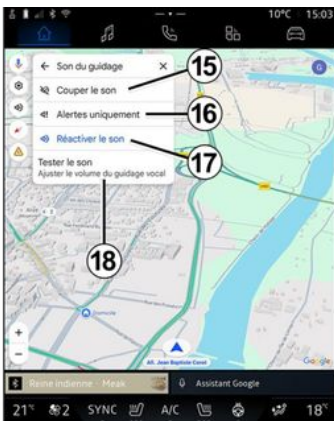 10°C 15:03
← Son du guidage ×
Couper le son
Alertes uniquement
Réactiver le son
Tester le son
Ajuster le volume du guidage vocal
15
16
17
18
G
+
−
All. Jean Baptiste Corot
Google
Reine indienne Meak
Assistant Google
21° 2 SYNC A/C 18°